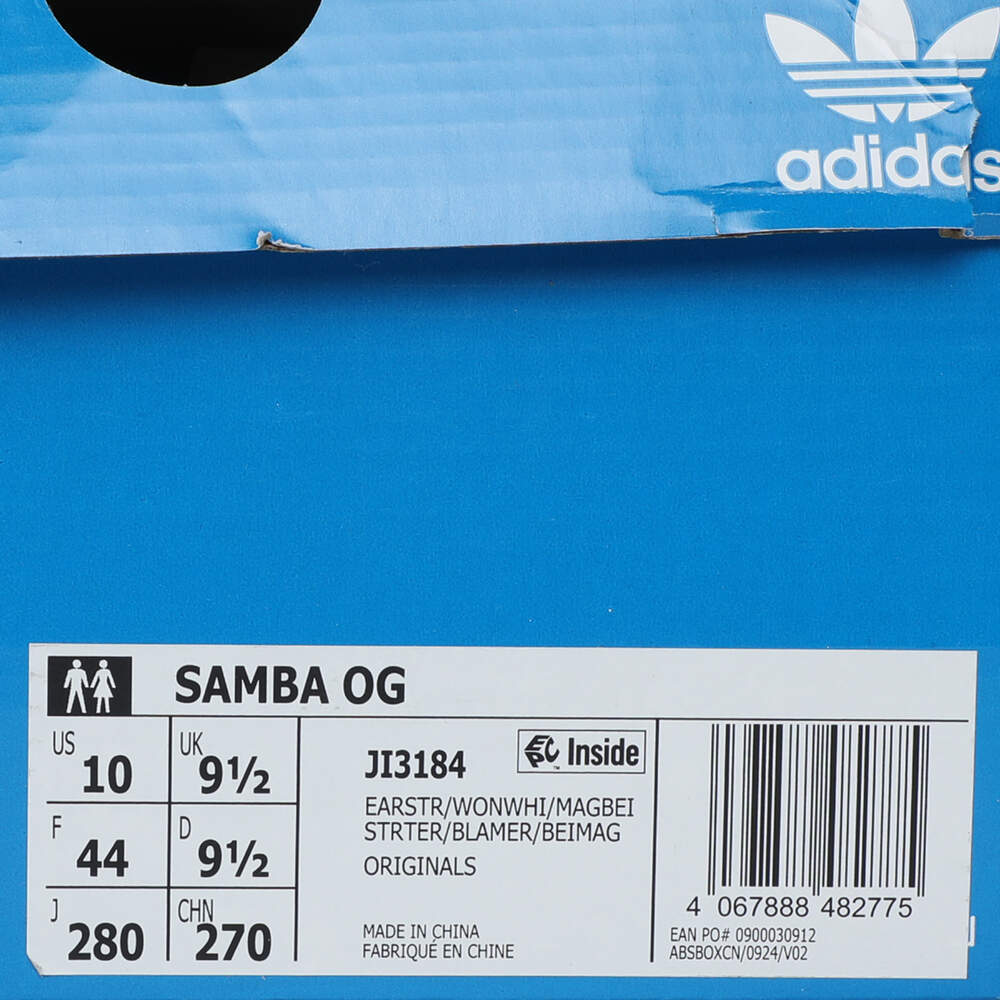 adidas
SAMBA OG
US 10
UK 9½
F 44
D 9½
J 280
CHN 270
JI3184
EPC Inside
EARSTR/WONWHI/MAGBEI
STRTER/BLAMER/BEIMAG
ORIGINALS
MADE IN CHINA
FABRIQUÉ EN CHINE
4 067888 482775
EAN PO# 0900030912
ABSBOXCN/0924/V02